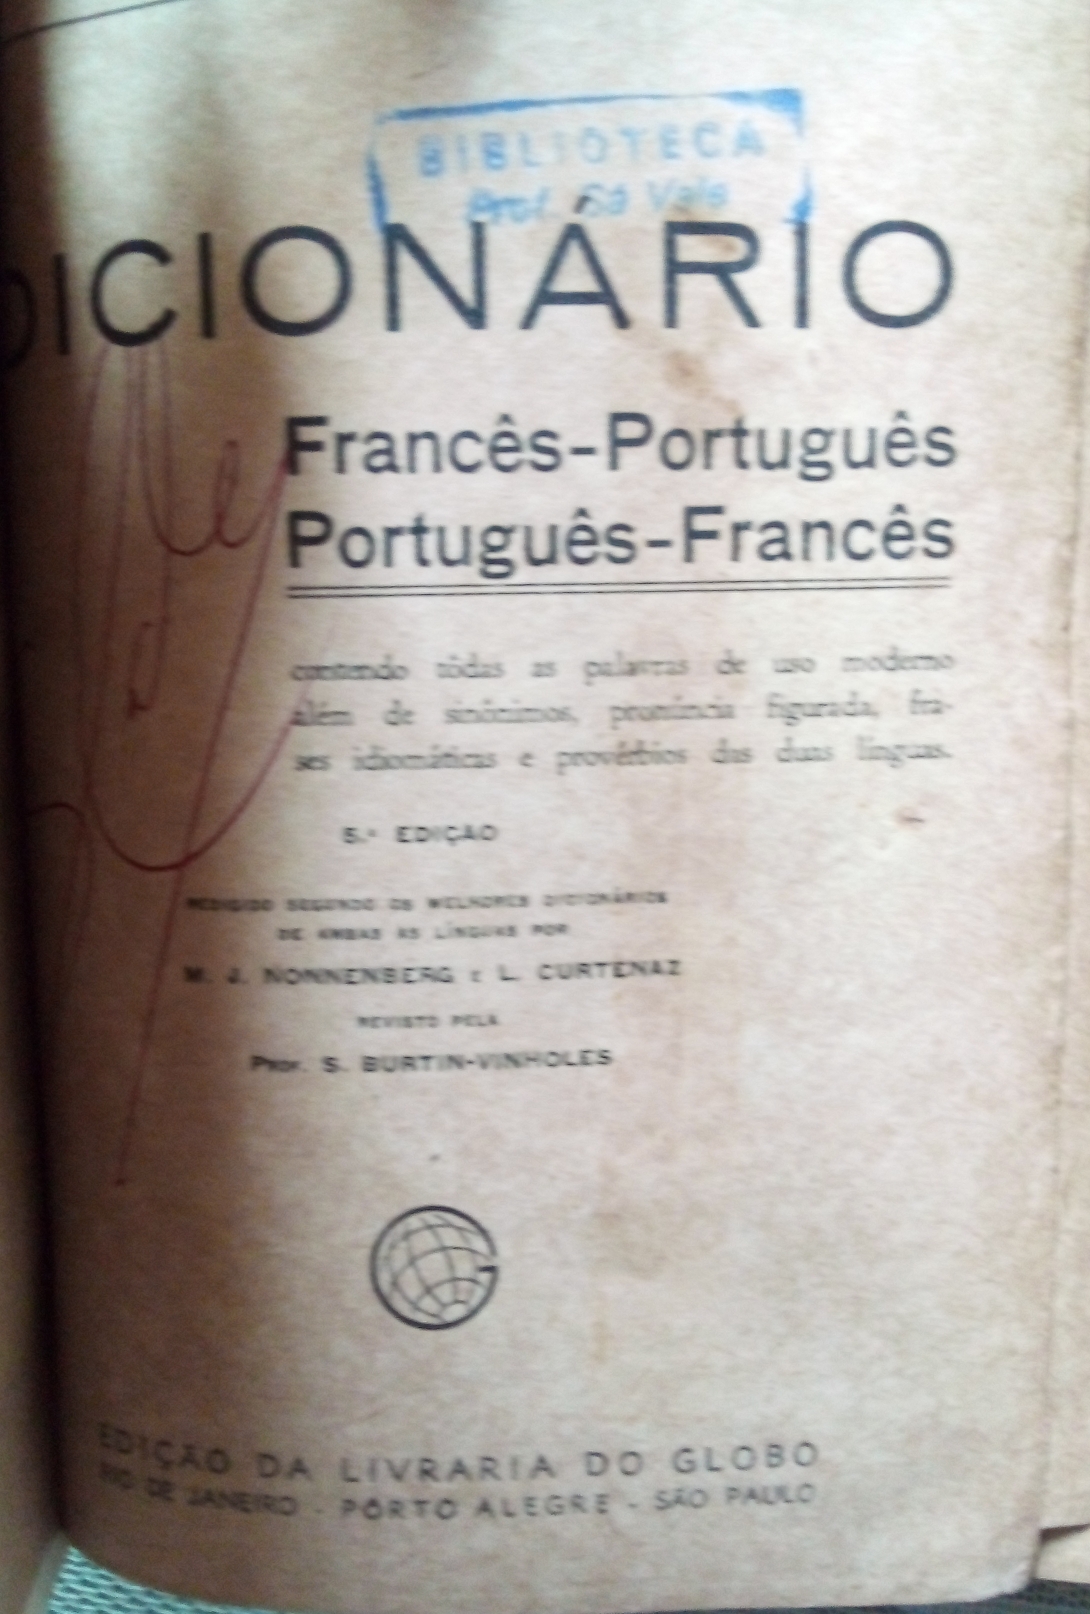 BIBLIOTECA
Prof. Sá Vale
DICIONÁRIO
Francês-Português
Português-Francês
contendo tôdas as palavras de uso moderno
além de sinônimos, pronúncia figurada, fra-
ses idiomáticas e provérbios das duas línguas.
5.ª EDIÇÃO
REDIGIDO SEGUNDO OS MELHORES DICIONÁRIOS
DE AMBAS AS LÍNGUAS POR
M. J. NONNENBERG E L. CURTENAZ
REVISTO PELA
Prof. S. BURTIN-VINHOLES
EDIÇÃO DA LIVRARIA DO GLOBO
RIO DE JANEIRO - PÔRTO ALEGRE - SÃO PAULO